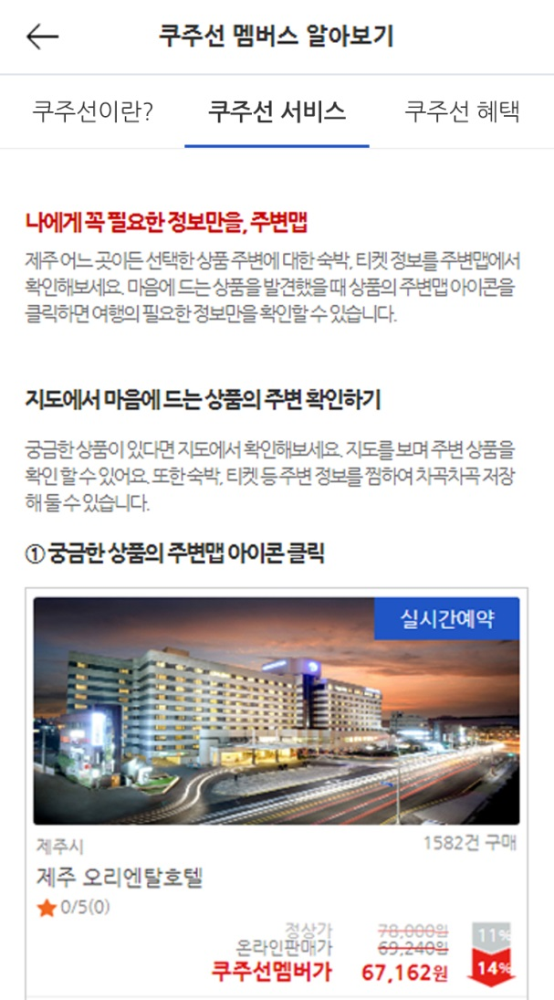 쿠주선 멤버스 알아보기
쿠주선이란? 쿠주선 서비스 쿠주선 혜택
나에게 꼭 필요한 정보만을, 주변맵
제주 어느 곳이든 선택한 상품 주변에 대한 숙박, 티켓 정보를 주변맵에서
확인해보세요. 마음에 드는 상품을 발견했을 때 상품의 주변맵 아이콘을
클릭하면 여행의 필요한 정보만을 확인할 수 있습니다.
지도에서 마음에 드는 상품의 주변 확인하기
궁금한 상품이 있다면 지도에서 확인해보세요. 지도를 보며 주변 상품을
확인 할 수 있어요. 또한 숙박, 티켓 등 주변 정보를 찜하여 차곡차곡 저장
해 둘 수 있습니다.
① 궁금한 상품의 주변맵 아이콘 클릭
실시간예약
제주시 1582건 구매
제주 오리엔탈호텔
0/5(0)
정상가 78,000원 11%
온라인판매가 69,240원
쿠주선멤버가 67,162원 14%